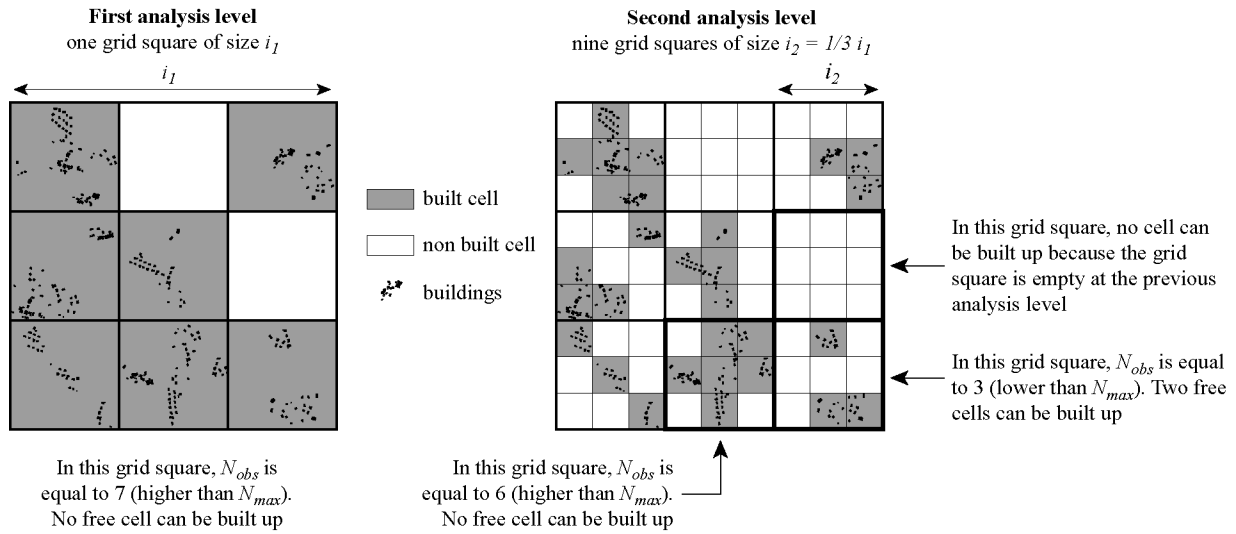 First analysis level
one grid square of size i1
i1
Second analysis level
nine grid squares of size i2 = 1/3 i1
i2
built cell
non built cell
buildings
In this grid square, no cell can
be built up because the grid
square is empty at the previous
analysis level
In this grid square, Nobs is equal
to 3 (lower than Nmax). Two free
cells can be built up
In this grid square, Nobs is
equal to 7 (higher than Nmax).
No free cell can be built up
In this grid square, Nobs is
equal to 6 (higher than Nmax).
No free cell can be built up